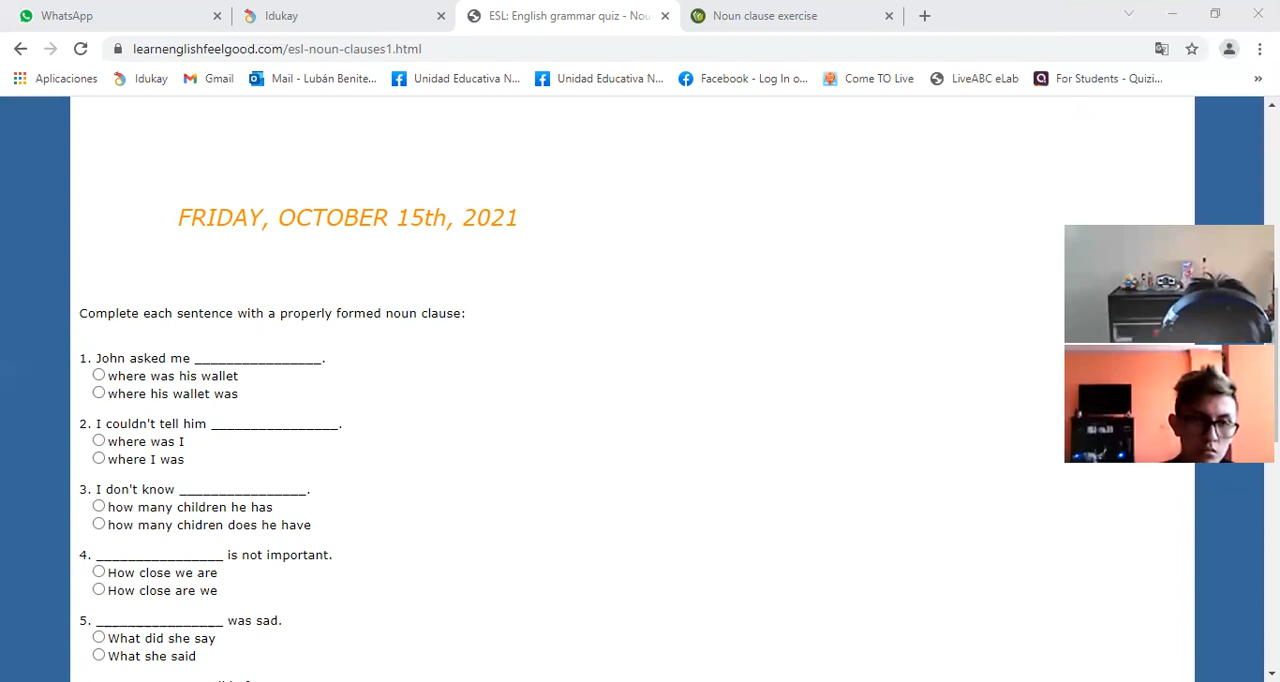 WhatsApp
Idukay
ESL: English grammar quiz - Nou
Noun clause exercise
learnenglishfeelgood.com/esl-noun-clauses1.html
Aplicaciones
Idukay
Gmail
Mail - Lubán Benite...
Unidad Educativa N...
Unidad Educativa N...
Facebook - Log In o...
Come TO Live
LiveABC eLab
For Students - Quizi...
»
FRIDAY, OCTOBER 15th, 2021
Complete each sentence with a properly formed noun clause:
1. John asked me ________________.
where was his wallet
where his wallet was
2. I couldn't tell him ________________.
where was I
where I was
3. I don't know ________________.
how many children he has
how many chidren does he have
4. ________________ is not important.
How close we are
How close are we
5. ________________ was sad.
What did she say
What she said